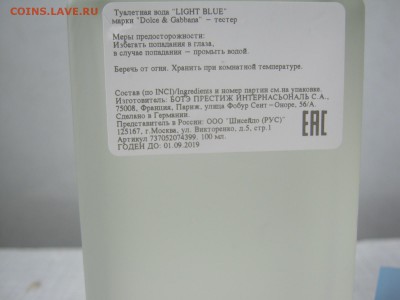 COINS.LAVE.RU
Туалетная вода "LIGHT BLUE"
марки "Dolce & Gabbana" – тестер
Меры предосторожности:
Избегать попадания в глаза,
в случае попадания – промыть водой.
Беречь от огня. Хранить при комнатной температуре.
Состав (по INCI)/Ingredients и номер партии см.на упаковке.
Изготовитель: БОТЭ ПРЕСТИЖ ИНТЕРНАСЬОНАЛЬ С.А.,
75008, Франция, Париж, улица Фобур Сент-Оноре, 56/А.
Сделано в Германии.
Представитель в России: ООО "Шисейдо (РУС)"
125167, г.Москва, ул. Викторенко, д.5, стр.1
Артикул 737052074399, 100 мл.
ГОДЕН ДО: 01.09.2019
EAC